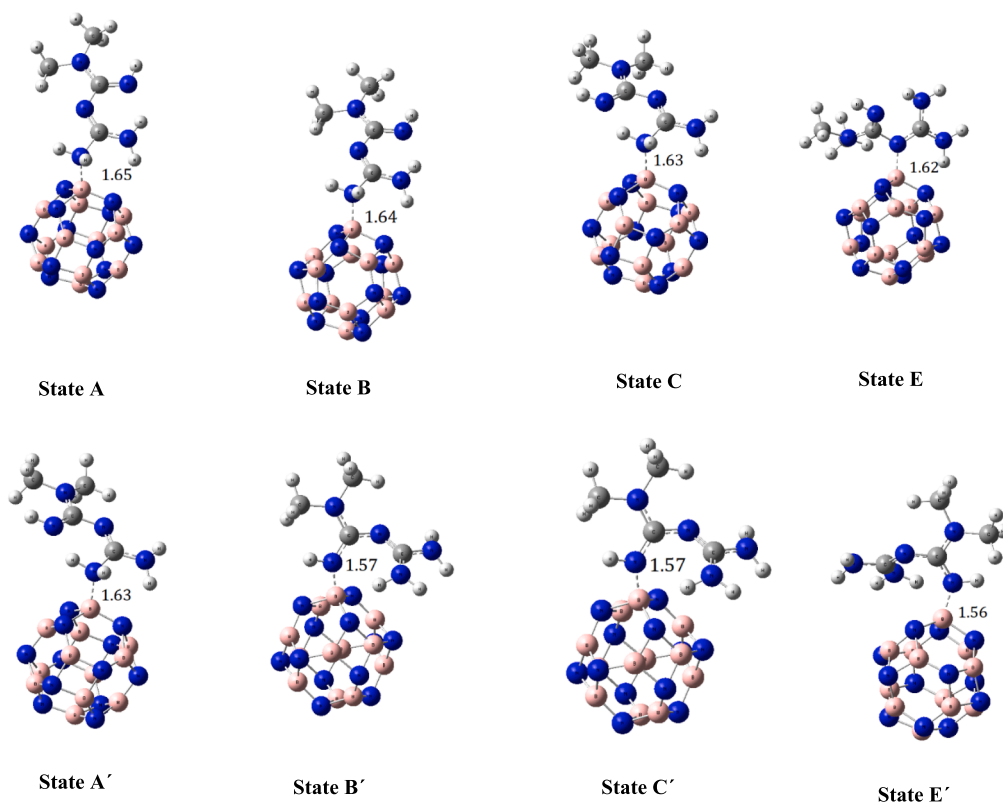 1.65
1.64
1.63
1.62
State A
State B
State C
State E
1.63
1.57
1.57
1.56
State A´
State B´
State C´
State E´